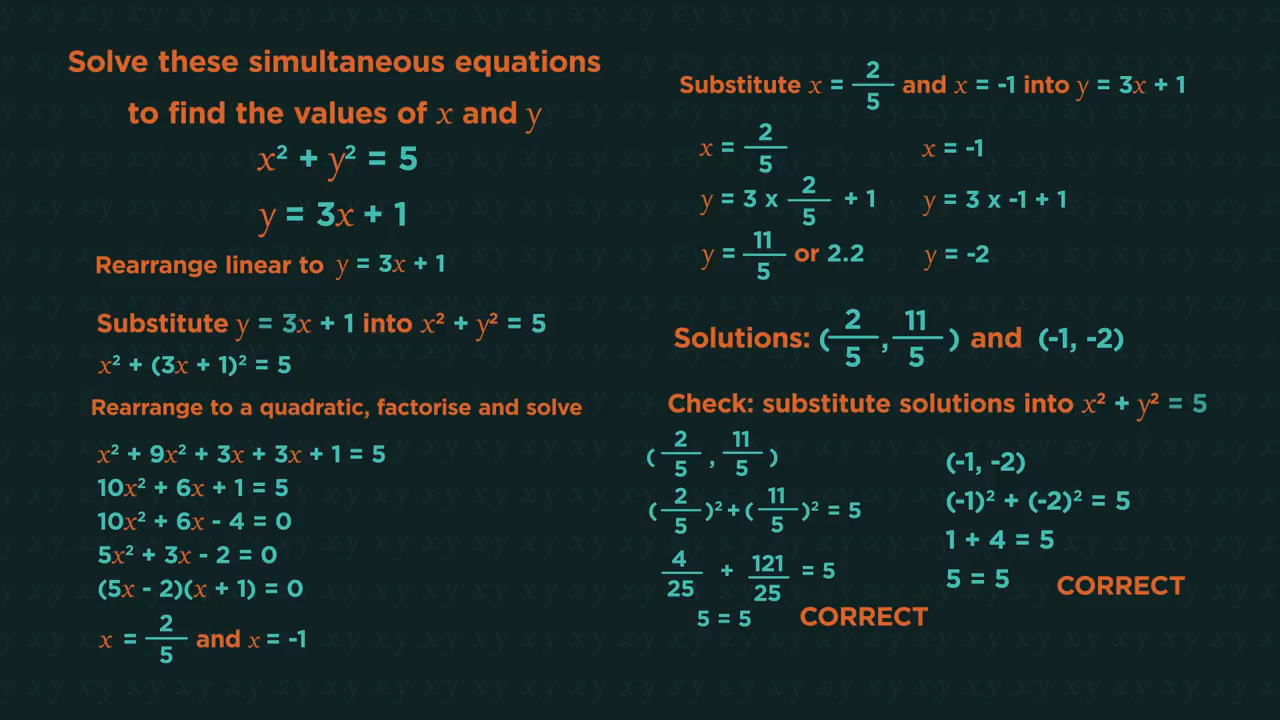 Solve these simultaneous equations
to find the values of x and y
x² + y² = 5
y = 3x + 1
Rearrange linear to y = 3x + 1
Substitute y = 3x + 1 into x² + y² = 5
x² + (3x + 1)² = 5
Rearrange to a quadratic, factorise and solve
x² + 9x² + 3x + 3x + 1 = 5
10x² + 6x + 1 = 5
10x² + 6x - 4 = 0
5x² + 3x - 2 = 0
(5x - 2)(x + 1) = 0
x = 2/5 and x = -1
Substitute x = 2/5 and x = -1 into y = 3x + 1
x = 2/5
y = 3 x 2/5 + 1
y = 11/5 or 2.2
x = -1
y = 3 x -1 + 1
y = -2
Solutions: (2/5, 11/5) and (-1, -2)
Check: substitute solutions into x² + y² = 5
(2/5, 11/5)
(2/5)² + (11/5)² = 5
4/25 + 121/25 = 5
5 = 5 CORRECT
(-1, -2)
(-1)² + (-2)² = 5
1 + 4 = 5
5 = 5 CORRECT